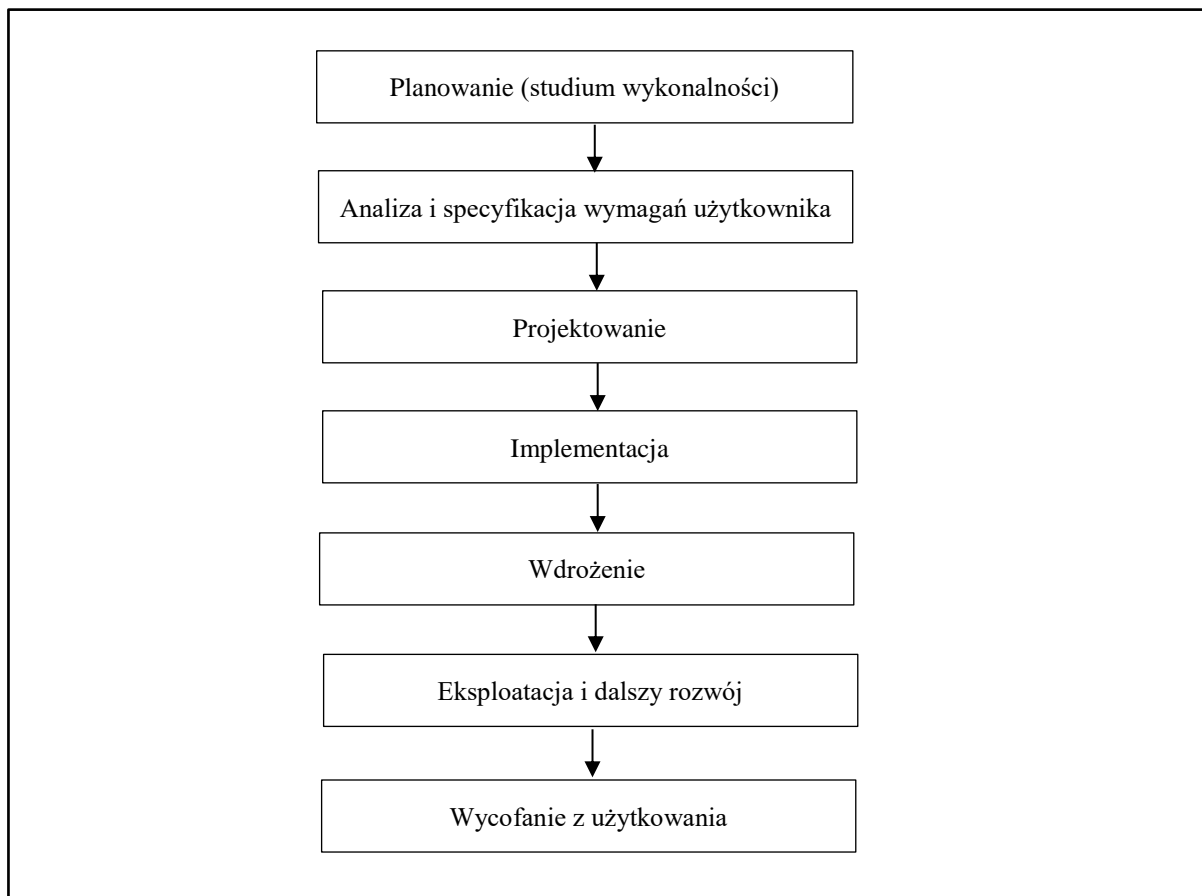 Planowanie (studium wykonalności)
Analiza i specyfikacja wymagań użytkownika
Projektowanie
Implementacja
Wdrożenie
Eksploatacja i dalszy rozwój
Wycofanie z użytkowania